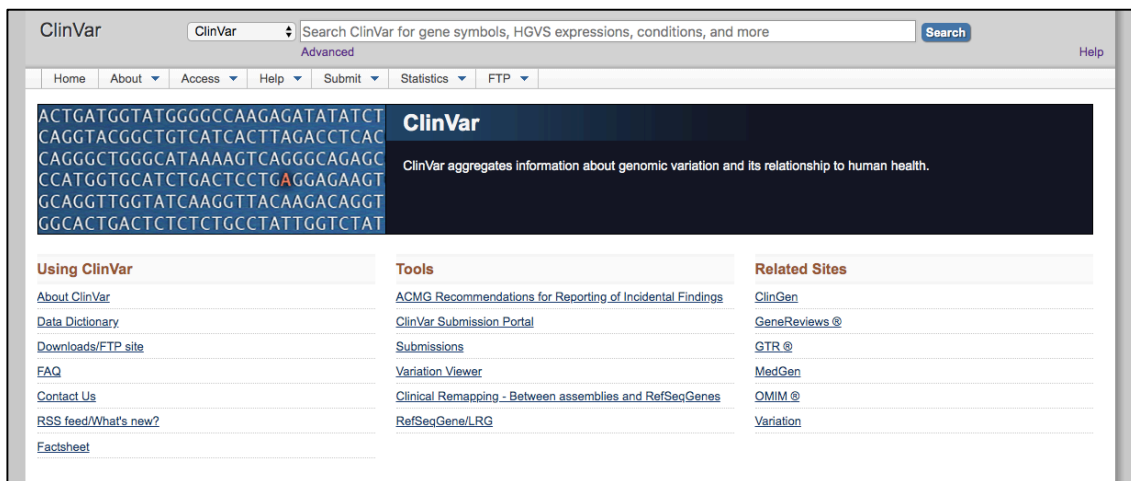 ClinVar
ClinVar
Search ClinVar for gene symbols, HGVS expressions, conditions, and more
Search
Advanced
Help
Home
About
Access
Help
Submit
Statistics
FTP
ACTGATGGTATGGGGCCAAGAGATATATCT
CAGGTACGGCTGTCATCACTTAGACCTCAC
CAGGGCTGGGCATAAAAGTCAGGGCAGAGC
CCATGGTGCATCTGACTCCTGAGGAGAAGT
GCAGGTTGGTATCAAGGTTACAAGACAGGT
GGCACTGACTCTCTCTGCCTATTGGTCTAT
ClinVar
ClinVar aggregates information about genomic variation and its relationship to human health.
Using ClinVar
About ClinVar
Data Dictionary
Downloads/FTP site
FAQ
Contact Us
RSS feed/What's new?
Factsheet
Tools
ACMG Recommendations for Reporting of Incidental Findings
ClinVar Submission Portal
Submissions
Variation Viewer
Clinical Remapping - Between assemblies and RefSeqGenes
RefSeqGene/LRG
Related Sites
ClinGen
GeneReviews ®
GTR ®
MedGen
OMIM ®
Variation